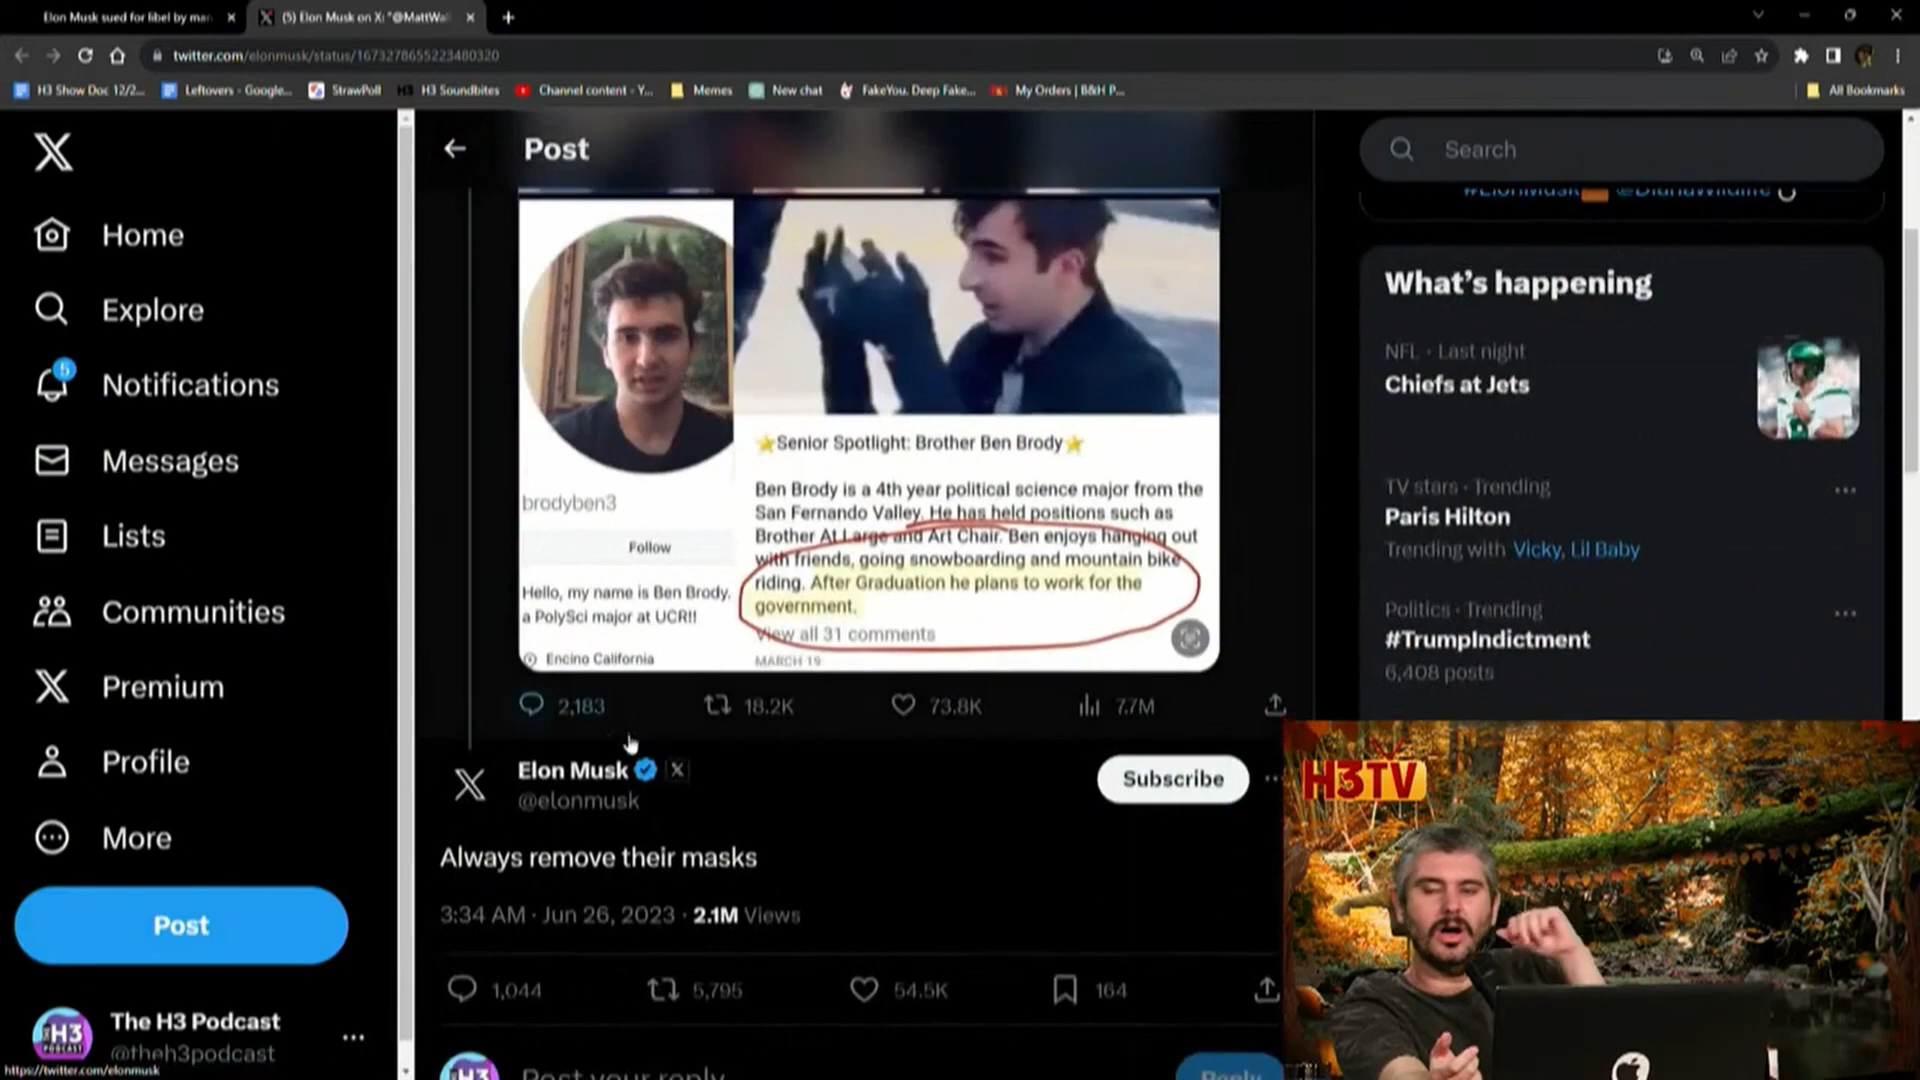 Elon Musk sued for libel by man
(5) Elon Musk on X: "@MattWal
twitter.com/elonmusk/status/1673278655223480320
H3 Show Doc 12/2...
Leftovers - Google...
StrawPoll
H3 Soundbites
Channel content - Y...
Memes
New chat
FakeYou. Deep Fake...
My Orders | B&H P...
All Bookmarks
Home
Explore
5
Notifications
Messages
Lists
Communities
Premium
Profile
More
Post
The H3 Podcast
@theh3podcast
https://twitter.com/elonmusk
Post
brodyben3
Follow
Hello, my name is Ben Brody,
a PolySci major at UCR!!
Encino California
⭐Senior Spotlight: Brother Ben Brody⭐
Ben Brody is a 4th year political science major from the
San Fernando Valley. He has held positions such as
Brother At Large and Art Chair. Ben enjoys hanging out
with friends, going snowboarding and mountain bike
riding. After Graduation he plans to work for the
government.
View all 31 comments
MARCH 19
2,183 18.2K 73.8K 7.7M
Elon Musk
@elonmusk
Subscribe
Always remove their masks
3:34 AM · Jun 26, 2023 · 2.1M Views
1,044 5,795 54.5K 164
H3
PODCAST
Post your reply
Reply
Search
#ElonMusk @DianaWildlife
What's happening
NFL · Last night
Chiefs at Jets
TV stars · Trending
Paris Hilton
Trending with Vicky, Lil Baby
Politics · Trending
#TrumpIndictment
6,408 posts
H3TV